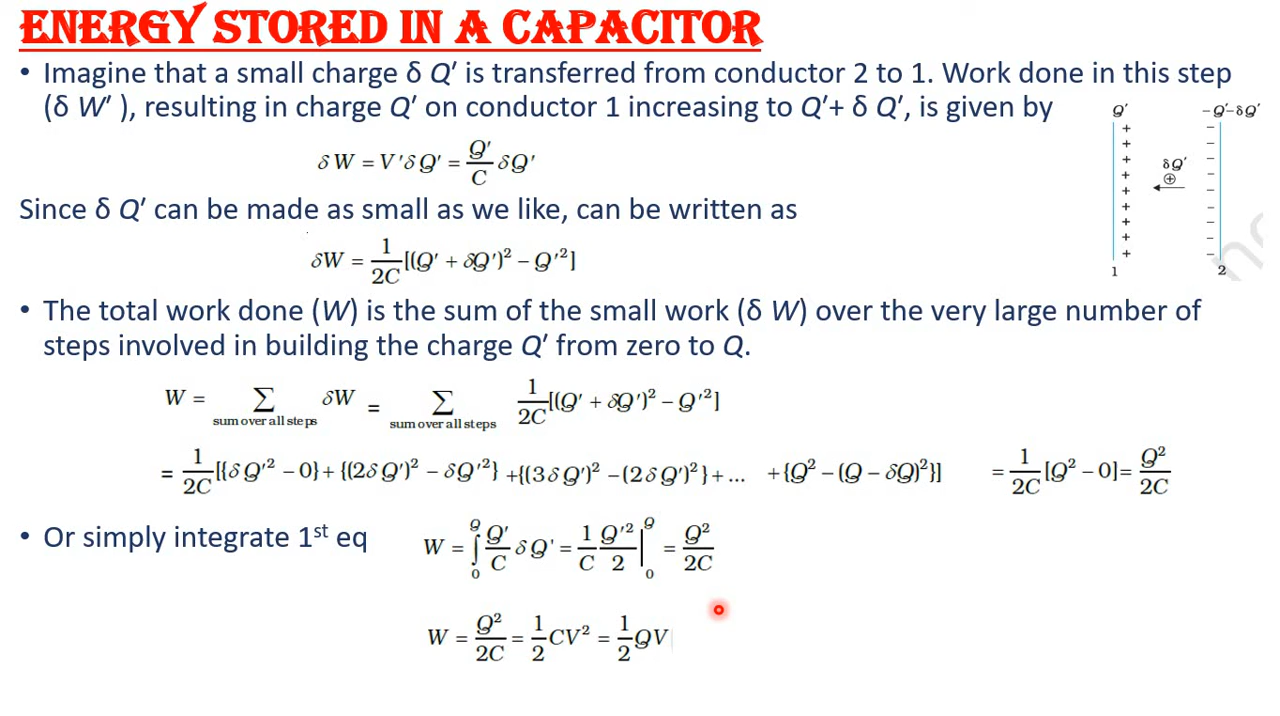 ENERGY STORED IN A CAPACITOR
• Imagine that a small charge δ Q′ is transferred from conductor 2 to 1. Work done in this step
(δ W′ ), resulting in charge Q′ on conductor 1 increasing to Q′+ δ Q′, is given by
Q′ −Q′−δQ′
δQ′
1 2
δW = V′δQ′ = Q′/C δQ′
Since δ Q′ can be made as small as we like, can be written as
δW = 1/2C [(Q′ + δQ′)² − Q′²]
• The total work done (W) is the sum of the small work (δ W) over the very large number of
steps involved in building the charge Q′ from zero to Q.
W = ∑ δW = ∑ 1/2C [(Q′ + δQ′)² − Q′²]
sum over all steps sum over all steps
= 1/2C [{δQ′² − 0} + {(2δQ′)² − δQ′²} +{(3δQ′)² −(2δQ′)²} + ... + {Q² − (Q − δQ)²}] = 1/2C [Q² − 0] = Q²/2C
• Or simply integrate 1st eq W = ∫₀^Q Q′/C δQ' = 1/C Q′²/2 |₀^Q = Q²/2C
W = Q²/2C = 1/2 CV² = 1/2 QV